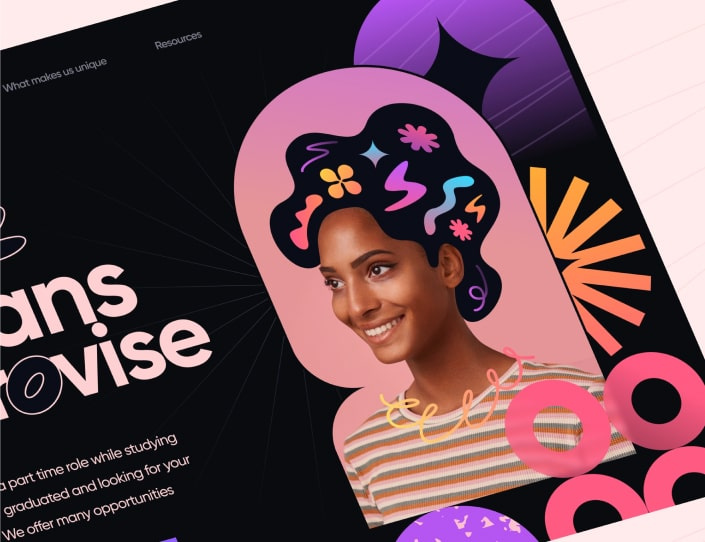 What makes us unique
Resources
ans
ovise
a part time role while studying
graduated and looking for your
We offer many opportunities